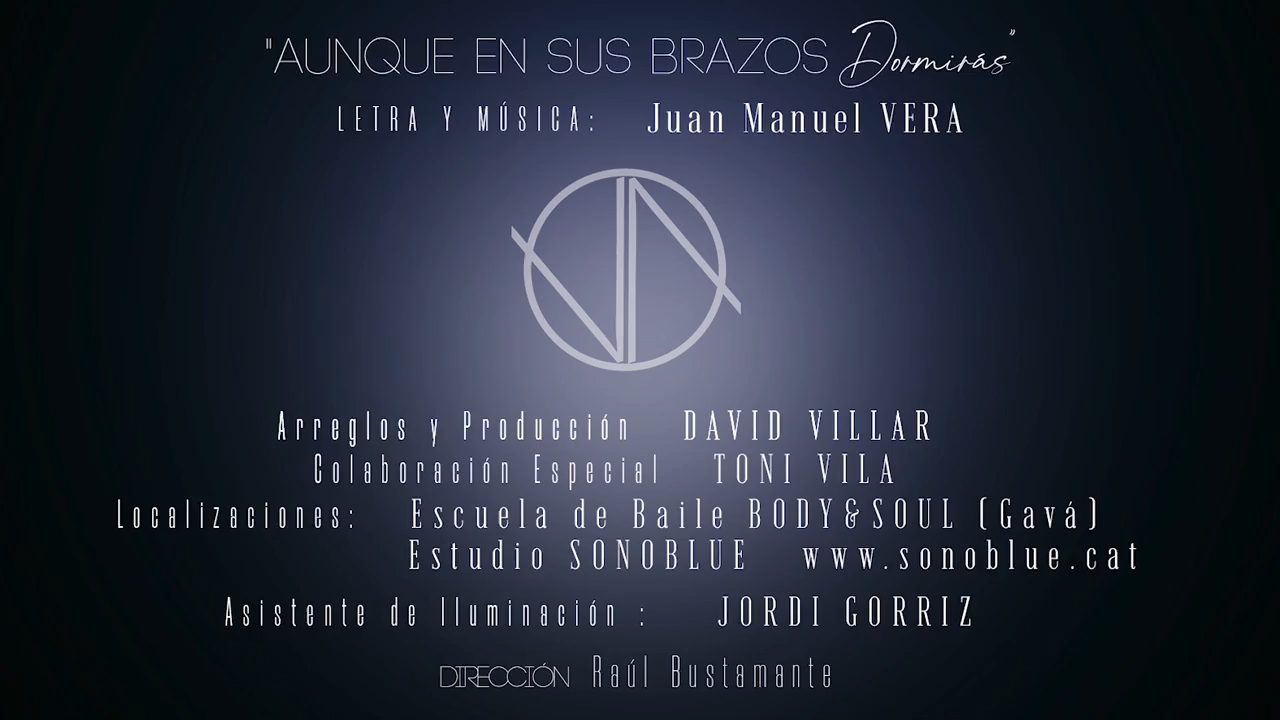 "AUNQUE EN SUS BRAZOS Dormirás"
LETRA Y MÚSICA: Juan Manuel VERA
Arreglos y Producción DAVID VILLAR
Colaboración Especial TONI VILA
Localizaciones: Escuela de Baile BODY&SOUL (Gavá)
Estudio SONOBLUE www.sonoblue.cat
Asistente de Iluminación : JORDI GORRIZ
DIRECCIÓN Raúl Bustamante